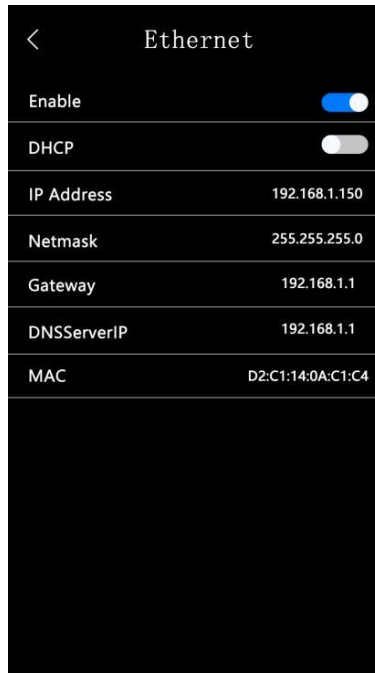 Ethernet
Enable
DHCP
IP Address 192.168.1.150
Netmask 255.255.255.0
Gateway 192.168.1.1
DNSServerIP 192.168.1.1
MAC D2:C1:14:0A:C1:C4